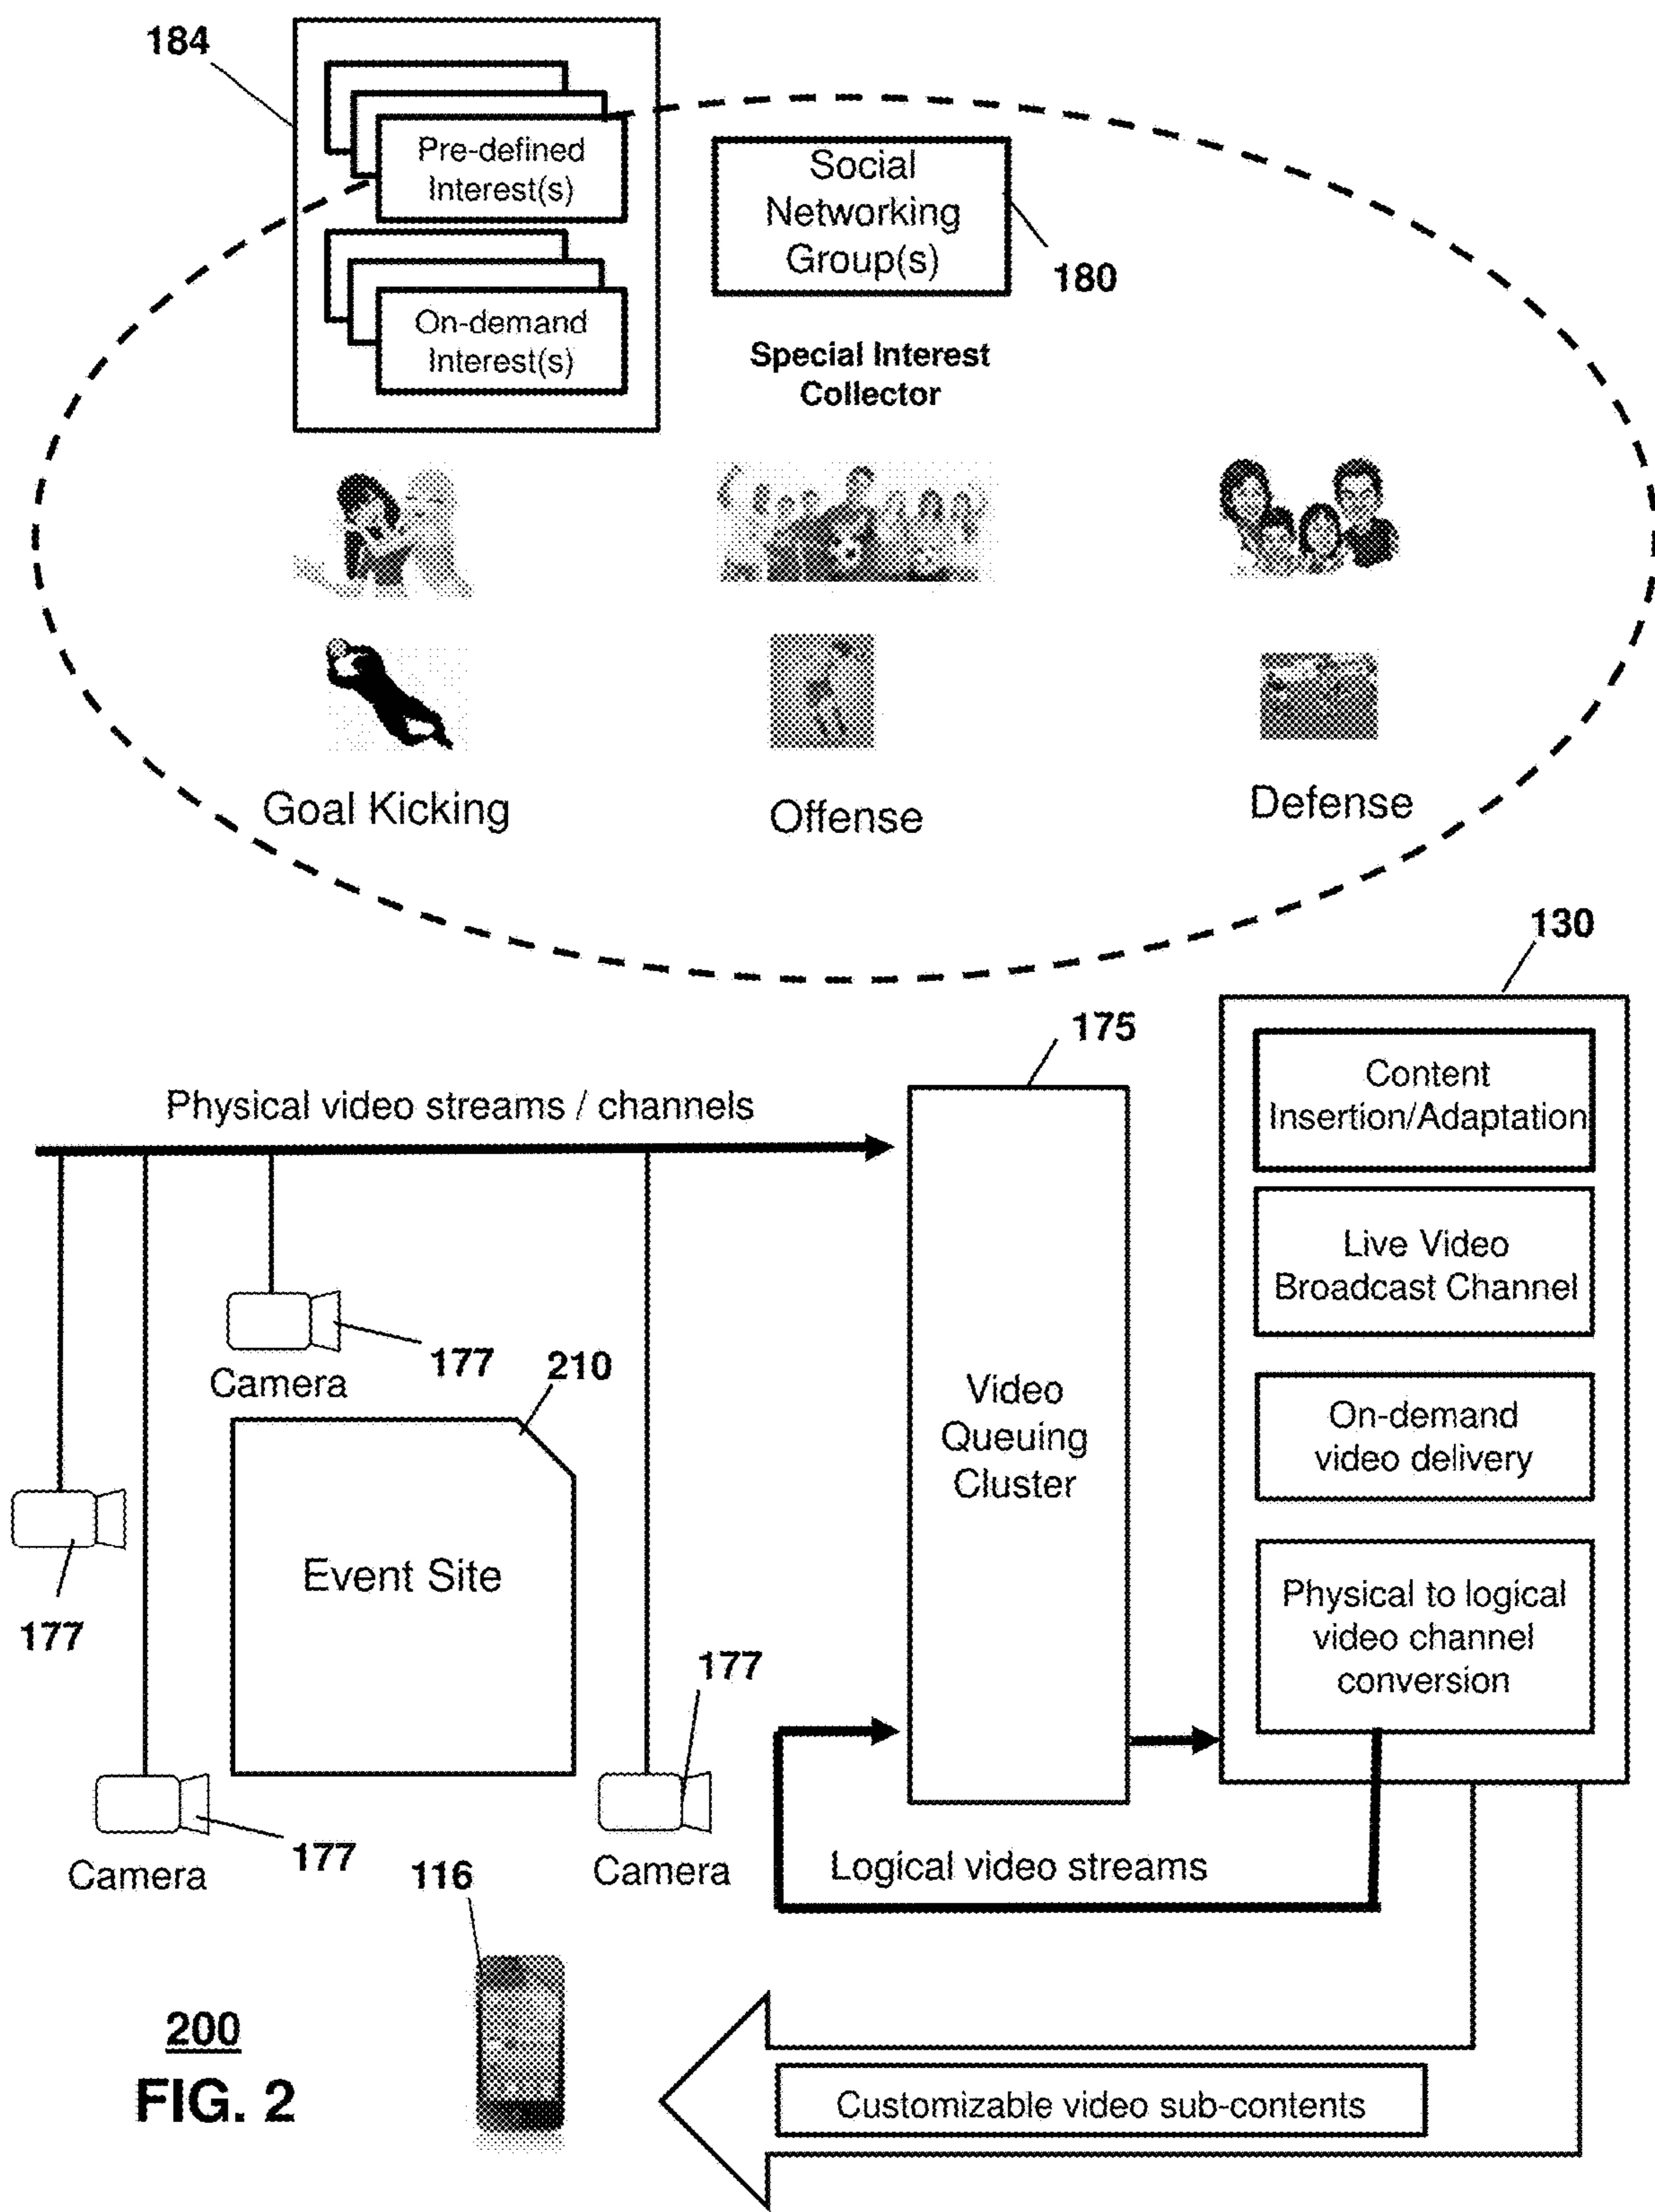 184
Pre-defined
Interest(s)
On-demand
Interest(s)
Social
Networking
Group(s)
180
Special Interest
Collector
Goal Kicking
Offense
Defense
130
175
Physical video streams / channels
Content
Insertion/Adaptation
Live Video
Broadcast Channel
On-demand
video delivery
Physical to logical
video channel
conversion
Video
Queuing
Cluster
177
Camera
210
Event Site
177
177
177
Camera
116
Camera
Logical video streams
200
FIG. 2
Customizable video sub-contents